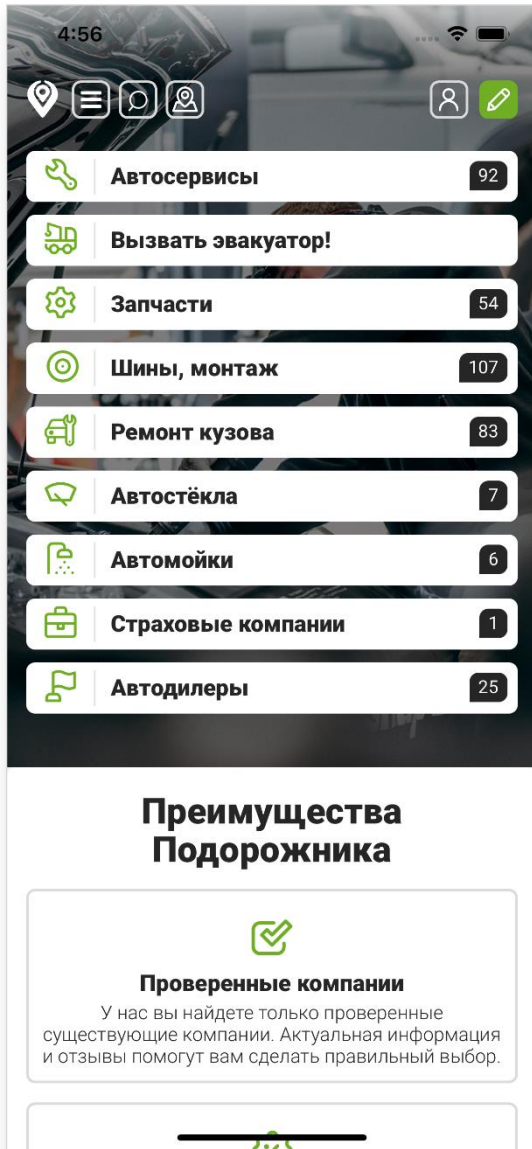 4:56
Автосервисы 92
Вызвать эвакуатор!
Запчасти 54
Шины, монтаж 107
Ремонт кузова 83
Автостёкла 7
Автомойки 6
Страховые компании 1
Автодилеры 25
Преимущества
Подорожника
Проверенные компании
У нас вы найдете только проверенные
существующие компании. Актуальная информация
и отзывы помогут вам сделать правильный выбор.